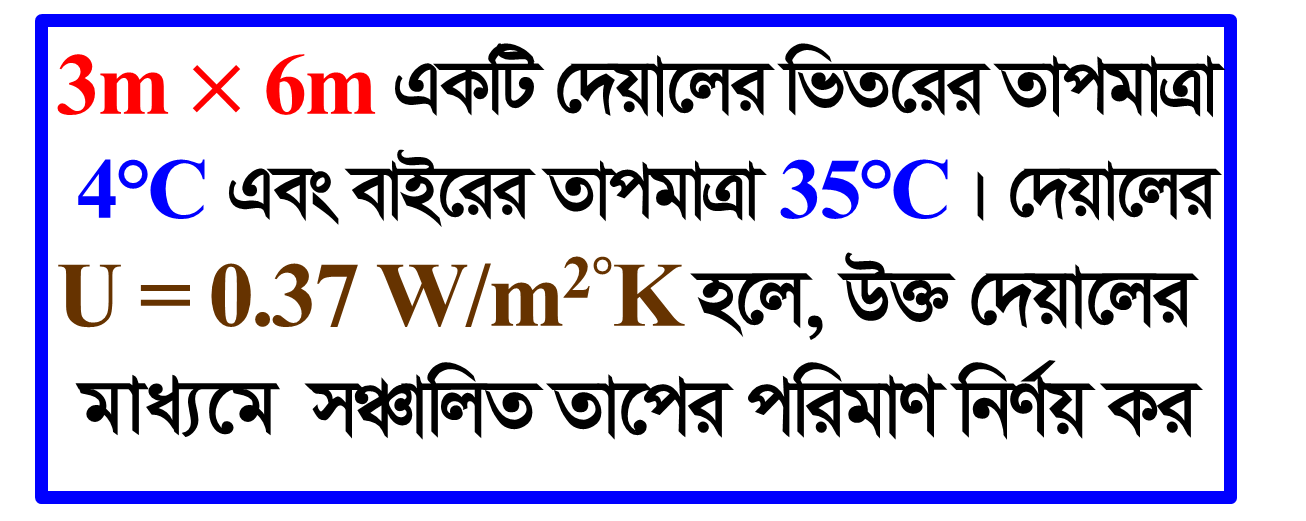 3m × 6m একটি দেয়ালের ভিতরের তাপমাত্রা
4°C এবং বাইরের তাপমাত্রা 35°C । দেয়ালের
U = 0.37 W/m²°K হলে, উক্ত দেয়ালের
মাধ্যমে সঞ্চালিত তাপের পরিমাণ নির্ণয় কর